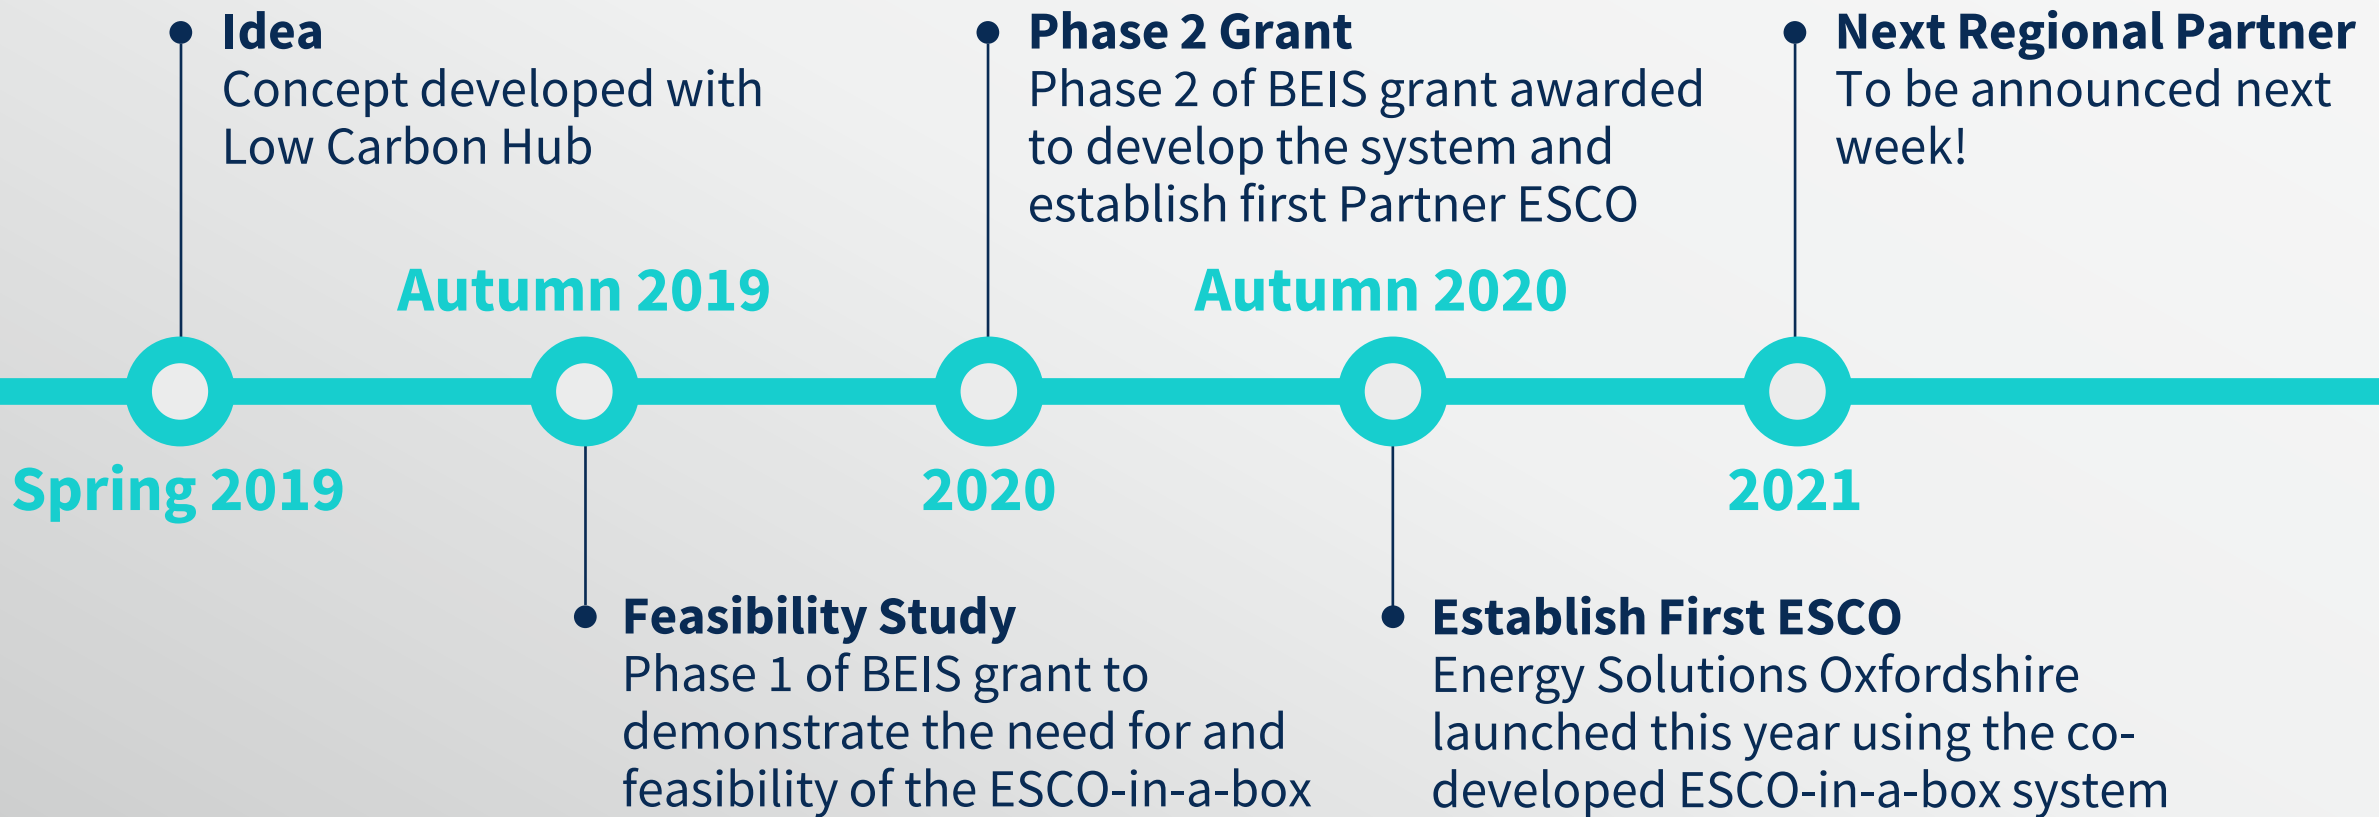 Idea
Concept developed with
Low Carbon Hub
Phase 2 Grant
Phase 2 of BEIS grant awarded
to develop the system and
establish first Partner ESCO
Next Regional Partner
To be announced next
week!
Autumn 2019
Autumn 2020
Spring 2019
2020
2021
Feasibility Study
Phase 1 of BEIS grant to
demonstrate the need for and
feasibility of the ESCO-in-a-box
Establish First ESCO
Energy Solutions Oxfordshire
launched this year using the co-
developed ESCO-in-a-box system